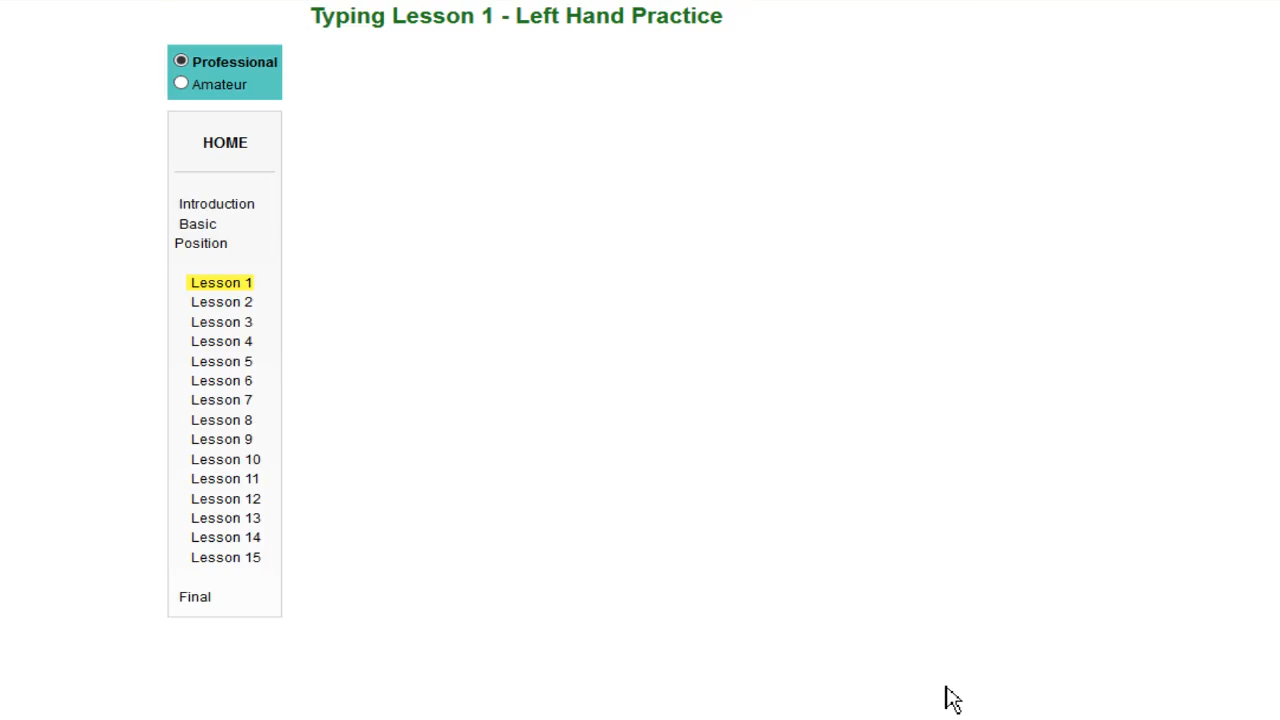 Typing Lesson 1 - Left Hand Practice
Professional
Amateur
HOME
Introduction
Basic
Position
Lesson 1
Lesson 2
Lesson 3
Lesson 4
Lesson 5
Lesson 6
Lesson 7
Lesson 8
Lesson 9
Lesson 10
Lesson 11
Lesson 12
Lesson 13
Lesson 14
Lesson 15
Final